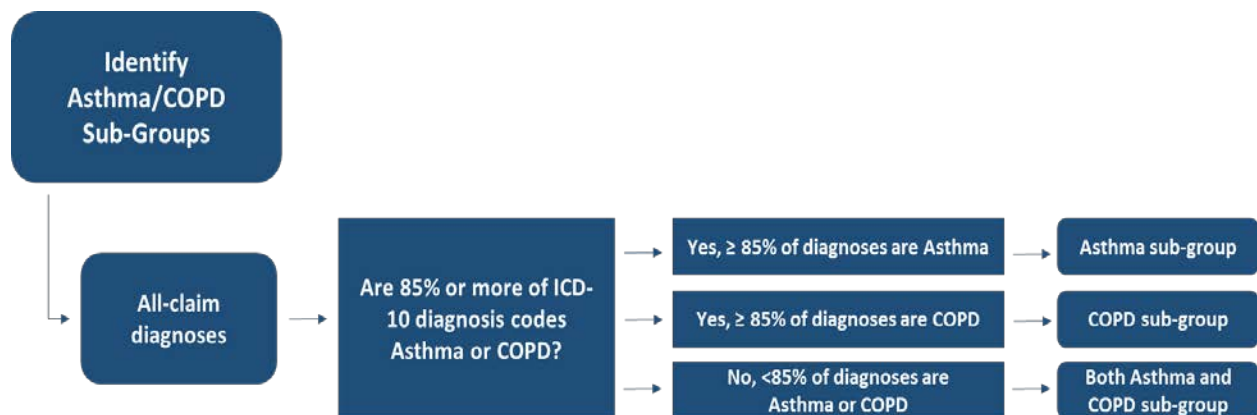 Identify
Asthma/COPD
Sub-Groups
All-claim
diagnoses
Are 85% or more of ICD-
10 diagnosis codes
Asthma or COPD?
Yes, ≥ 85% of diagnoses are Asthma
Asthma sub-group
Yes, ≥ 85% of diagnoses are COPD
COPD sub-group
No, <85% of diagnoses are
Asthma or COPD
Both Asthma and
COPD sub-group